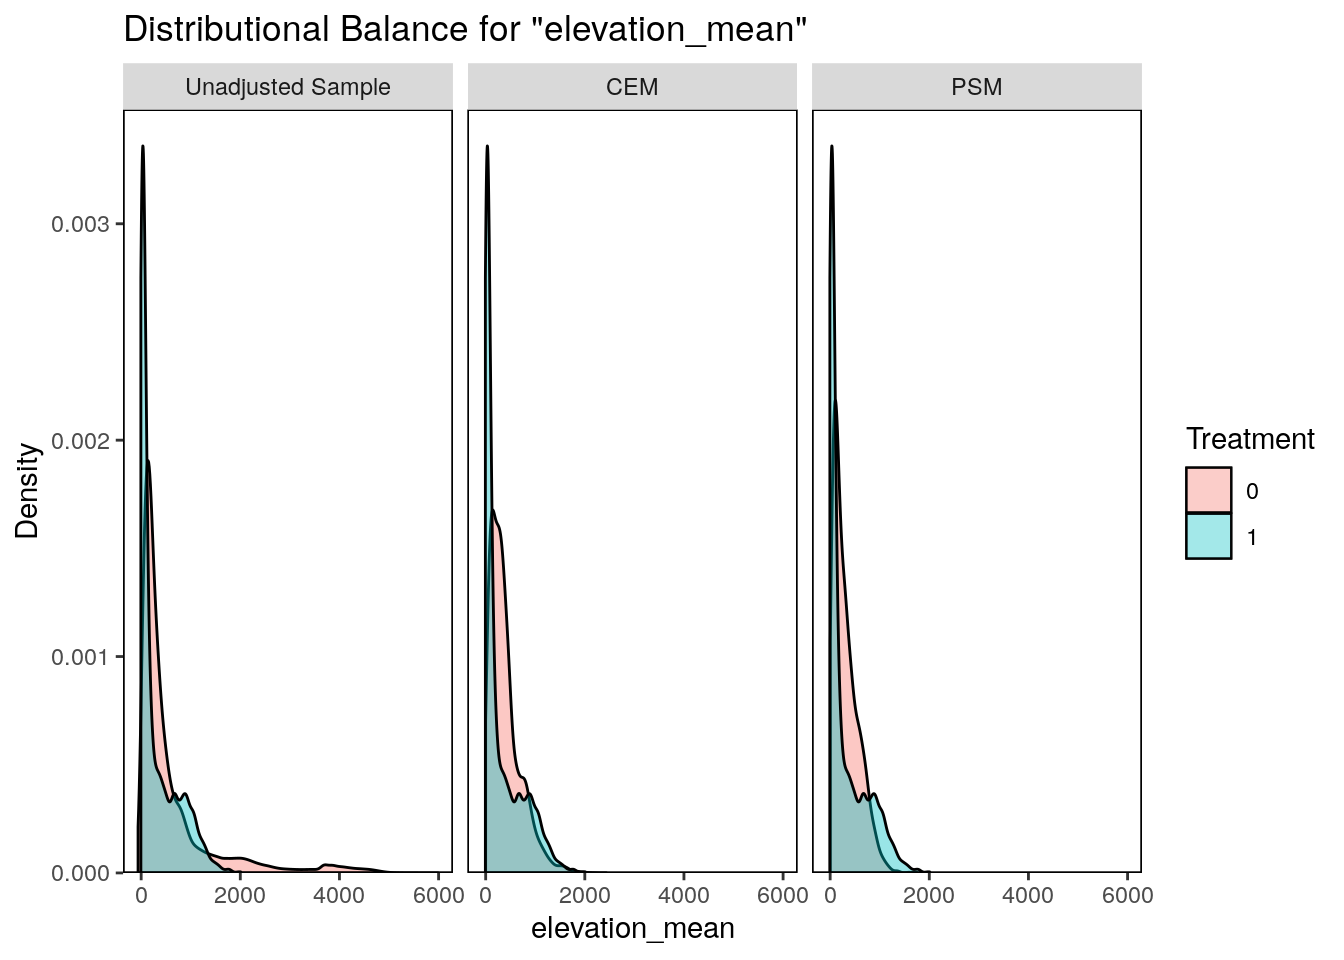 Distributional Balance for "elevation_mean"
Unadjusted Sample
CEM
PSM
Density
0.003
0.002
0.001
0.000
0 2000 4000 6000
0 2000 4000 6000
0 2000 4000 6000
elevation_mean
Treatment
0
1